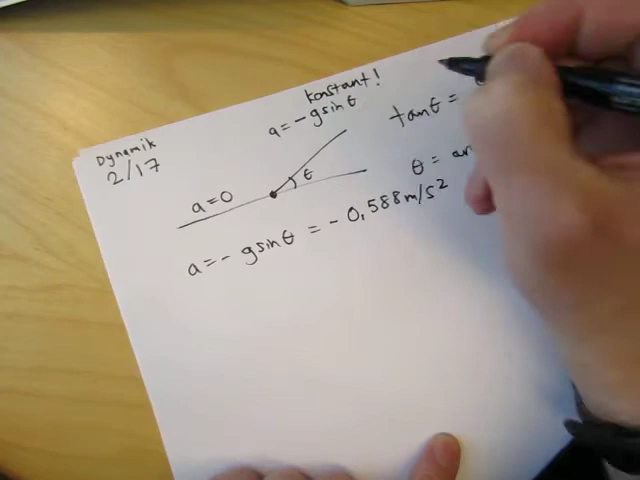 Dynamik
2/17
konstant!
a = - g sin θ
tan θ =
a = 0
θ
θ = ar
a = - g sin θ = - 0,588 m/s²